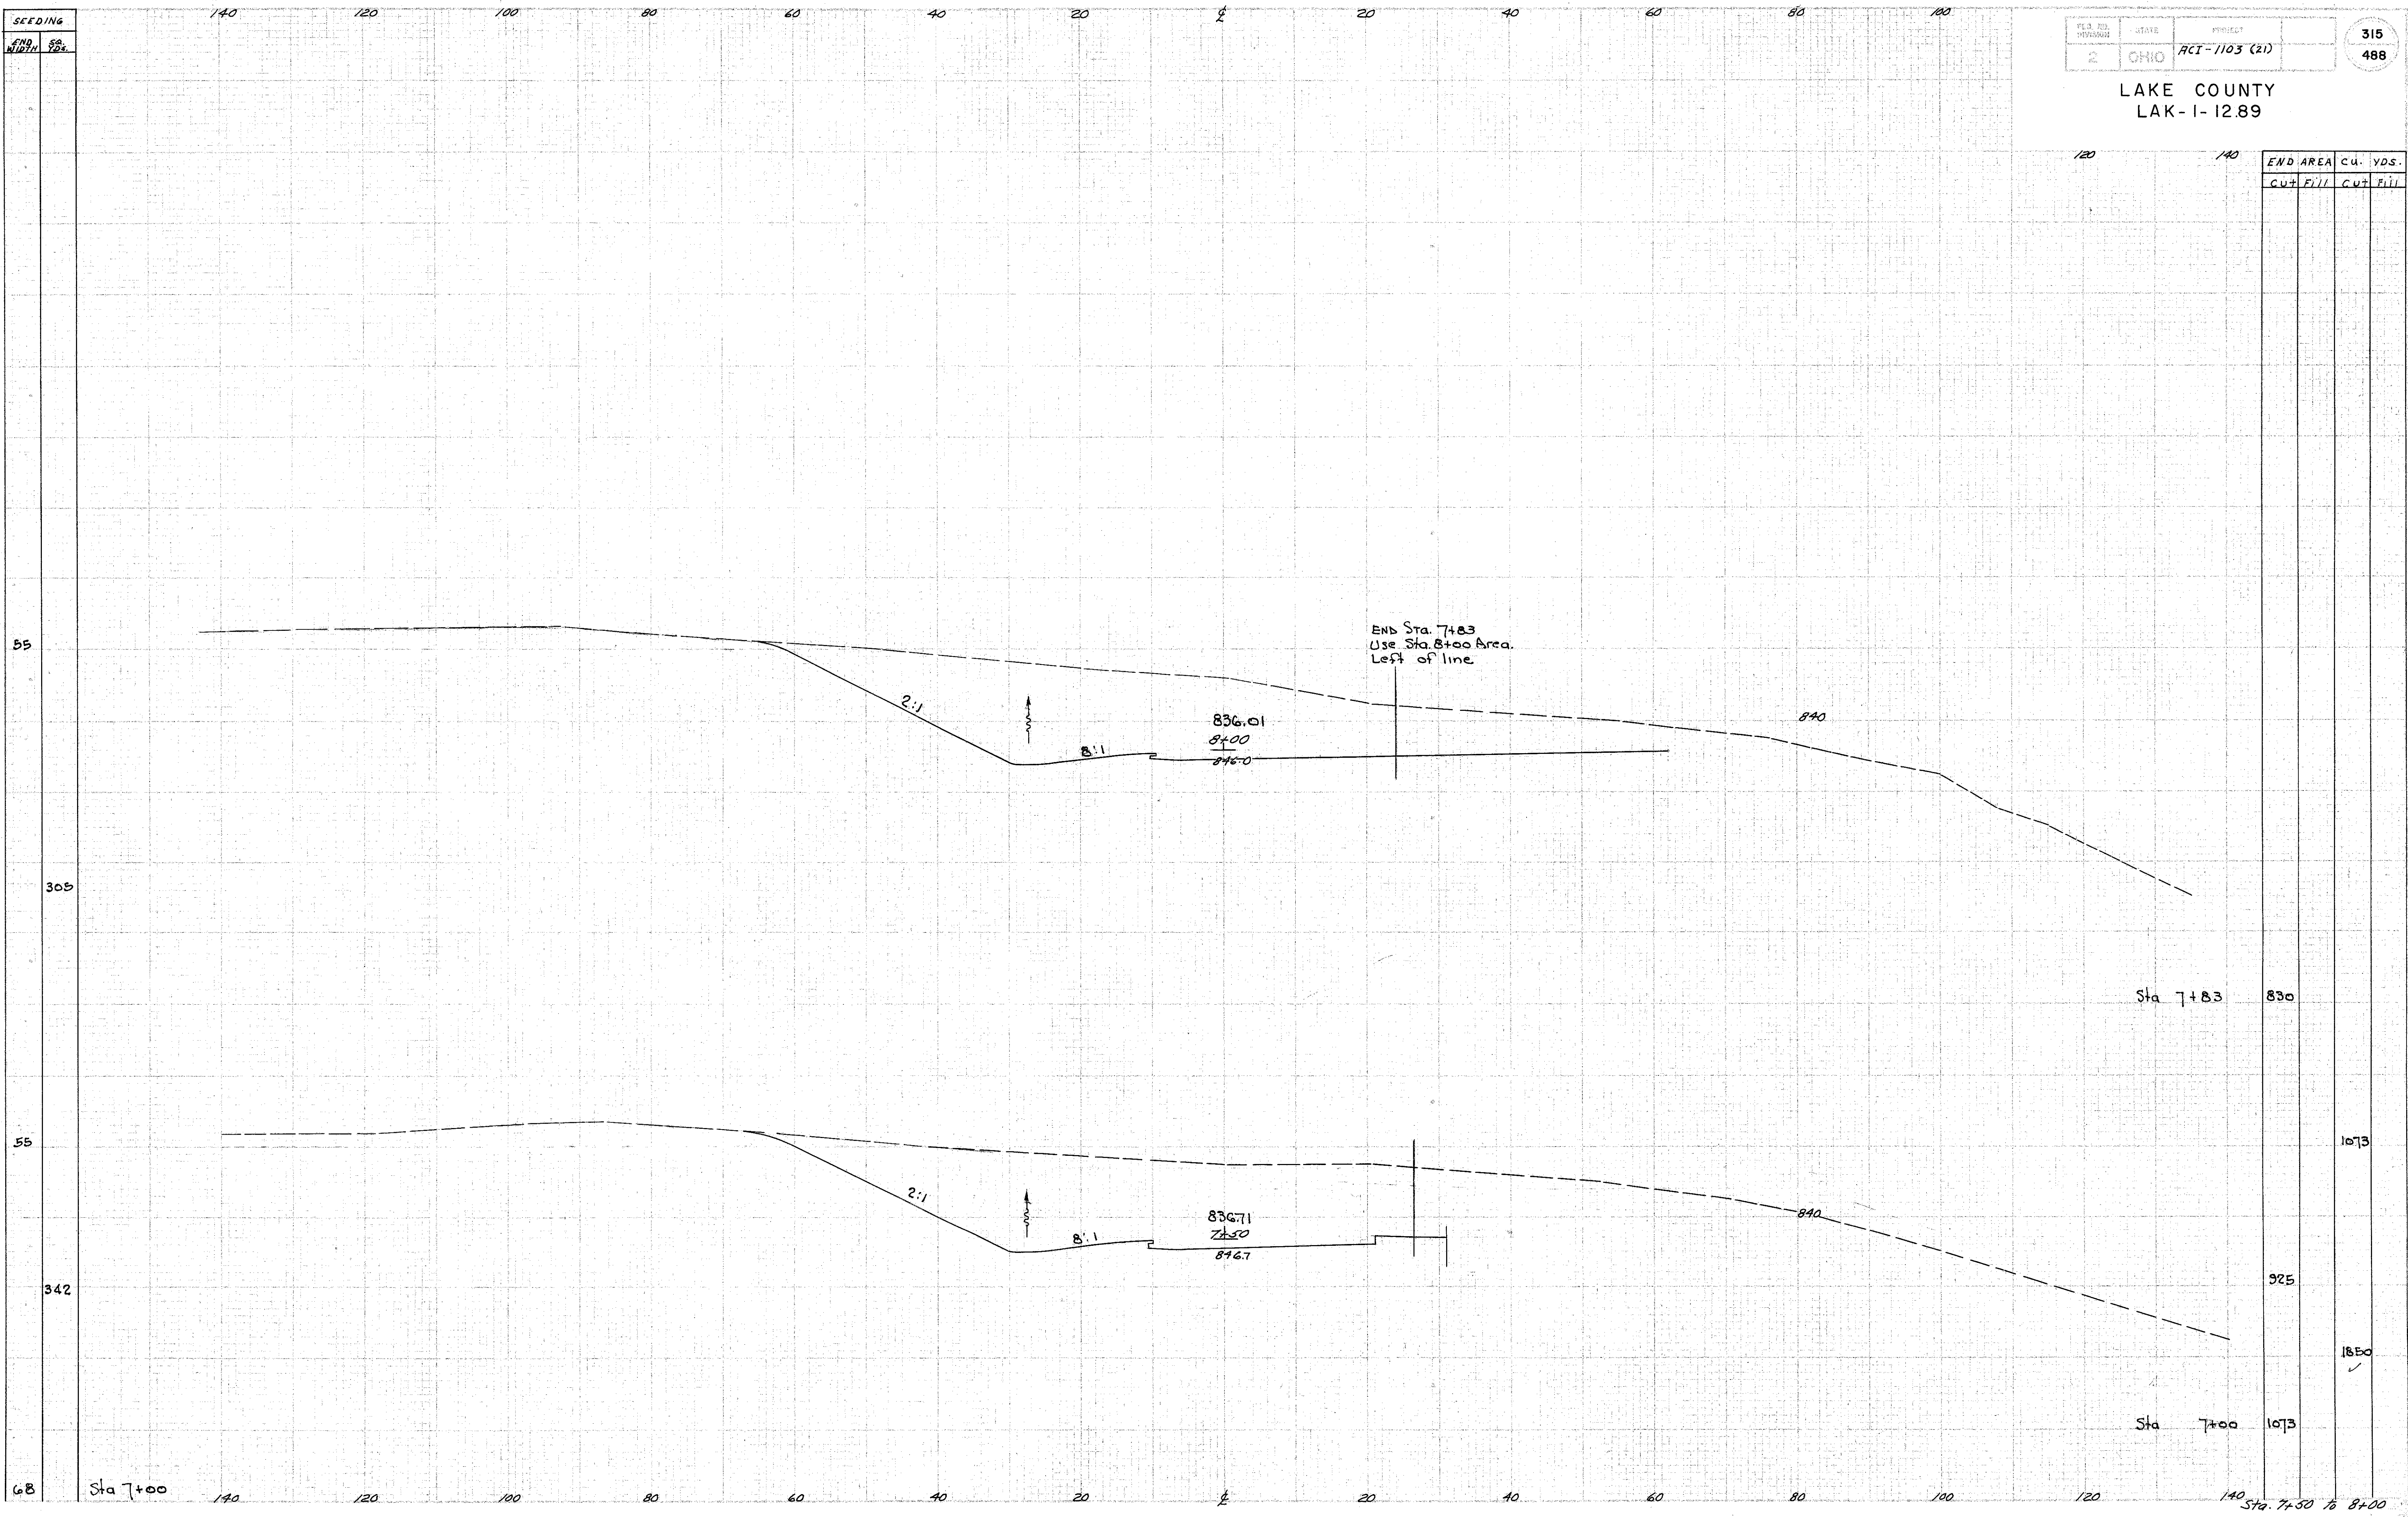 SEEDING
END WIDTH
SQ. YDS.
140 120 100 80 60 40 20 ℄ 20 40 60 80 100
FED. RD. DIVISION STATE PROJECT
2 OHIO ACI-1103 (21)
315
488
LAKE COUNTY
LAK-1-12.89
120 140
END AREA CU. YDS.
Cut Fill Cut Fill
55
END Sta. 7+83
Use Sta. 8+00 Area.
Left of line
2:1
8:1
836.01
8+00
846.0
840
305
Sta 7+83 830
55
1073
2:1
8:1
836.71
7+50
846.7
840
342
925
1850
Sta 7+00 1073
68
Sta 7+00
140 120 100 80 60 40 20 ℄ 20 40 60 80 100 120 140
Sta. 7+50 to 8+00